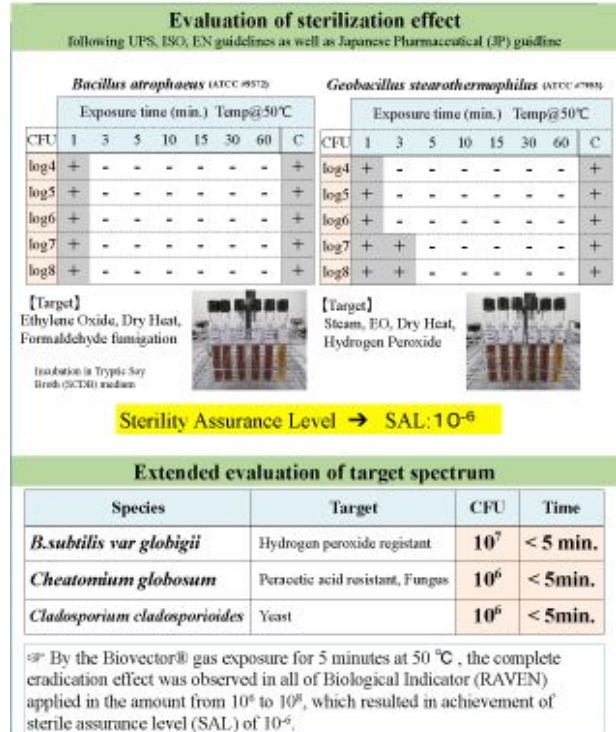 Evaluation of sterilization effect
following UPS, ISO, EN guidelines as well as Japanese Pharmaceutical (JP) guidline
Bacillus atrophaeus (ATCC #9572)
Exposure time (min.) Temp@50℃
CFU 1 3 5 10 15 30 60 C
log4 + - - - - - - +
log5 + - - - - - - +
log6 + - - - - - - +
log7 + - - - - - - +
log8 + - - - - - - +
Geobacillus stearothermophilus (ATCC #7953)
Exposure time (min.) Temp@50℃
CFU 1 3 5 10 15 30 60 C
log4 + - - - - - - +
log5 + - - - - - - +
log6 + - - - - - - +
log7 + + - - - - - +
log8 + + - - - - - +
【Target】
Ethylene Oxide, Dry Heat,
Formaldehyde fumigation
Incubation in Tryptic Soy
Broth (SCDB) medium
【Target】
Steam, EO, Dry Heat,
Hydrogen Peroxide
Sterility Assurance Level ➔ SAL:10⁻⁶
Extended evaluation of target spectrum
Species Target CFU Time
B.subtilis var globigii Hydrogen peroxide registant 10⁷ < 5 min.
Cheatomium globosum Peracetic acid resistant, Fungus 10⁶ < 5min.
Cladosporium cladosporioides Yeast 10⁶ < 5min.
☞ By the Biovector® gas exposure for 5 minutes at 50 ℃ , the complete
eradication effect was observed in all of Biological Indicator (RAVEN)
applied in the amount from 10⁶ to 10⁸, which resulted in achievement of
sterile assurance level (SAL) of 10⁻⁶.